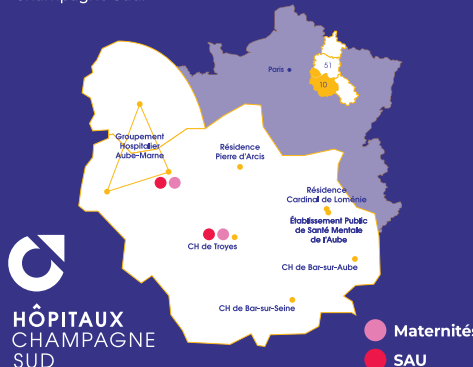 Champagne Sud.
Paris
51
10
Groupement
Hospitalier
Aube-Marne
Résidence
Pierre d'Arcis
Résidence
Cardinal de Loménie
Établissement Public
de Santé Mentale
de l'Aube
CH de Troyes
CH de Bar-sur-Aube
CH de Bar-sur-Seine
HÔPITAUX
CHAMPAGNE
SUD
Maternités
SAU